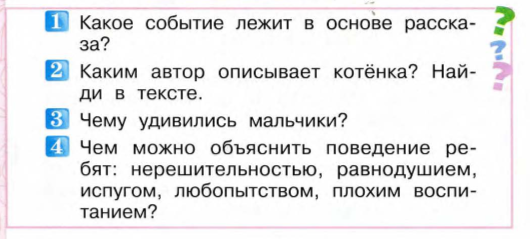 1 Какое событие лежит в основе расска-
за?
2 Каким автор описывает котёнка? Най-
ди в тексте.
3 Чему удивились мальчики?
4 Чем можно объяснить поведение ре-
бят: нерешительностью, равнодушием,
испугом, любопытством, плохим воспи-
танием?
???